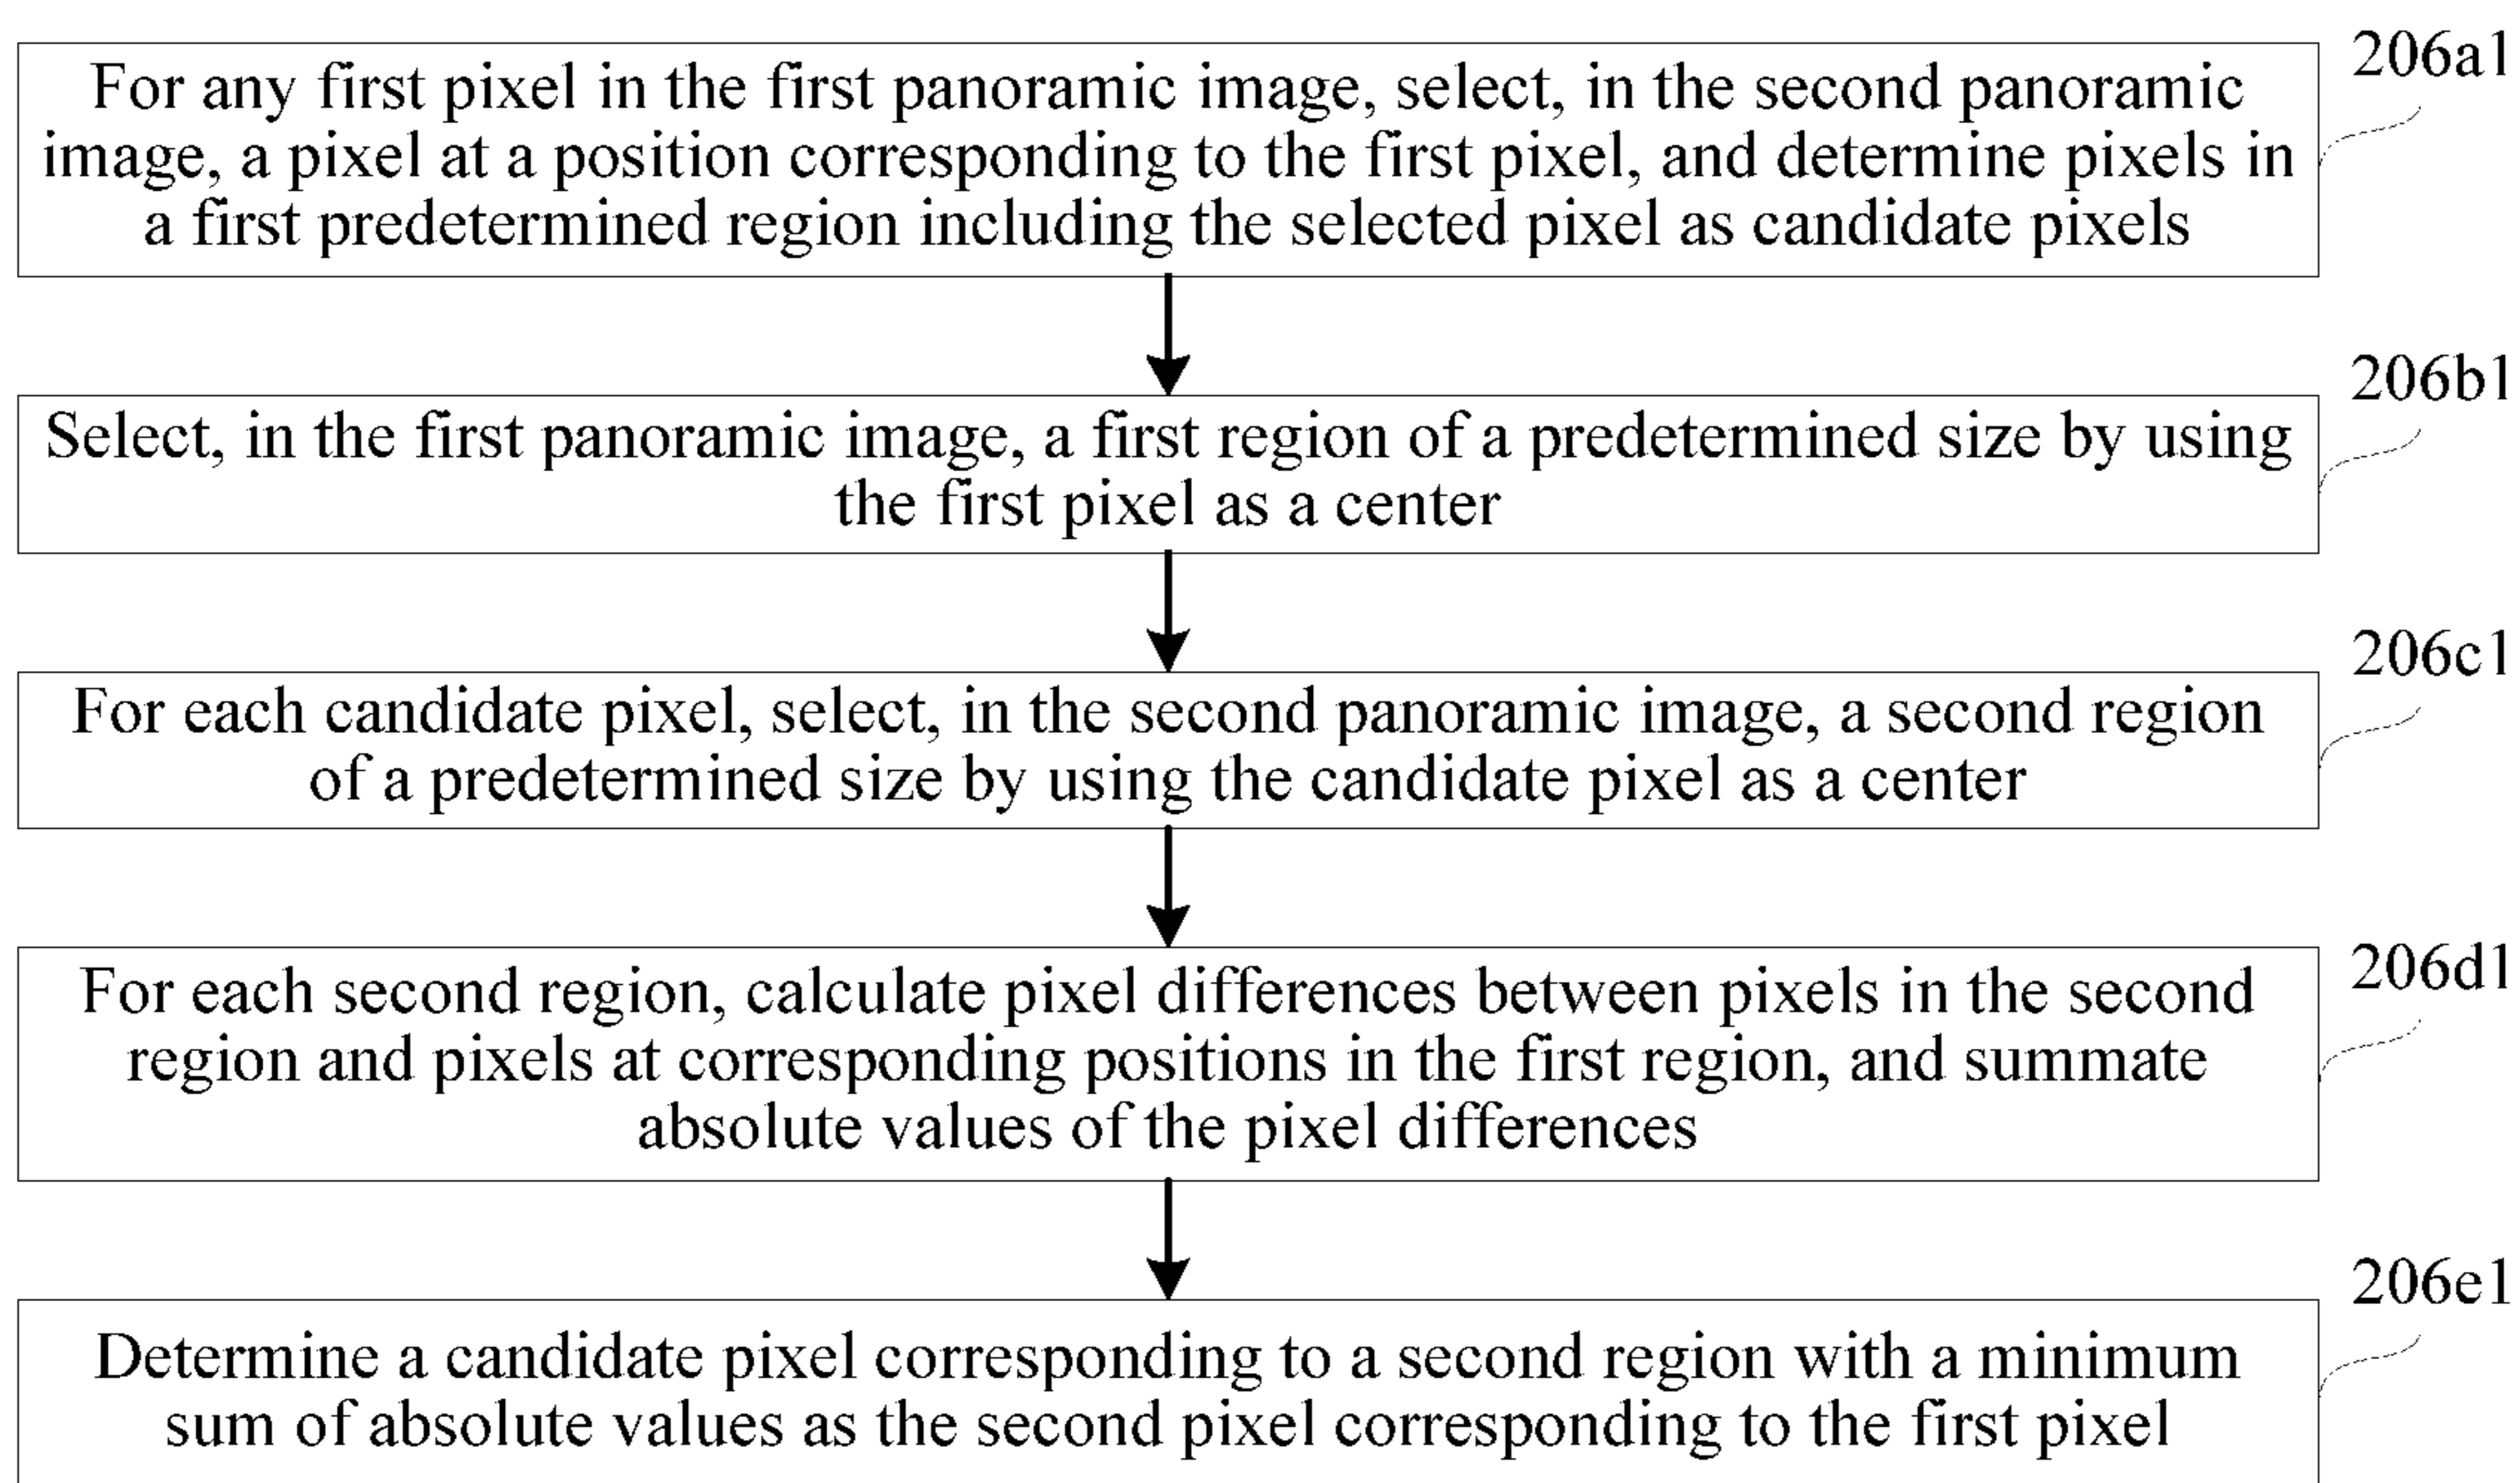 206a1
For any first pixel in the first panoramic image, select, in the second panoramic
image, a pixel at a position corresponding to the first pixel, and determine pixels in
a first predetermined region including the selected pixel as candidate pixels
206b1
Select, in the first panoramic image, a first region of a predetermined size by using
the first pixel as a center
206c1
For each candidate pixel, select, in the second panoramic image, a second region
of a predetermined size by using the candidate pixel as a center
206d1
For each second region, calculate pixel differences between pixels in the second
region and pixels at corresponding positions in the first region, and summate
absolute values of the pixel differences
206e1
Determine a candidate pixel corresponding to a second region with a minimum
sum of absolute values as the second pixel corresponding to the first pixel